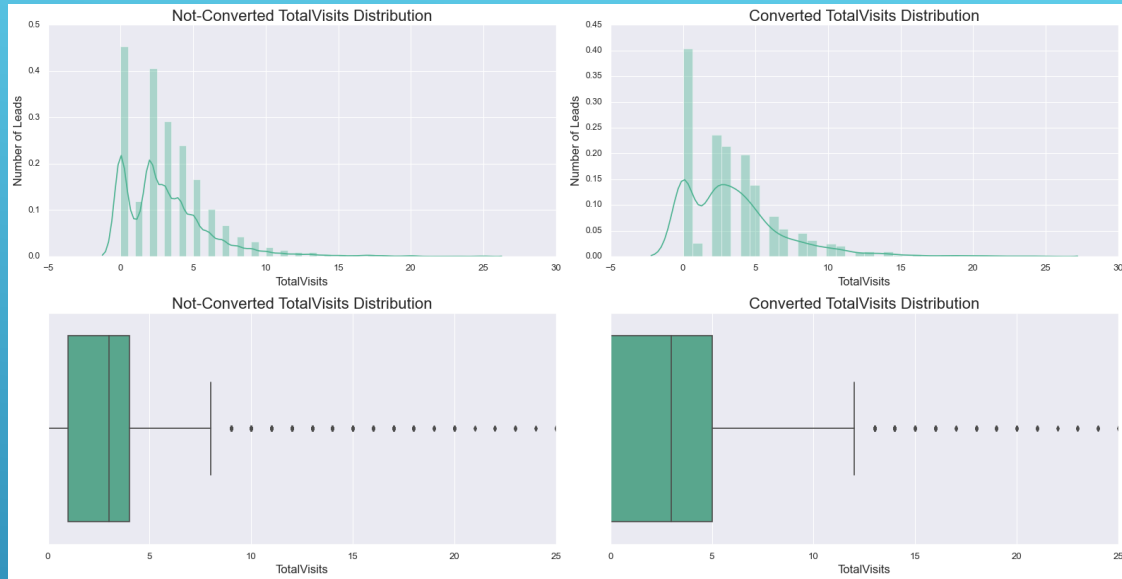 Not-Converted TotalVisits Distribution
0.5
0.4
0.3
0.2
0.1
0.0
Number of Leads
−5 0 5 10 15 20 25 30
TotalVisits
Converted TotalVisits Distribution
0.45
0.40
0.35
0.30
0.25
0.20
0.15
0.10
0.05
0.00
Number of Leads
−5 0 5 10 15 20 25 30
TotalVisits
Not-Converted TotalVisits Distribution
0 5 10 15 20 25
TotalVisits
Converted TotalVisits Distribution
0 5 10 15 20 25
TotalVisits